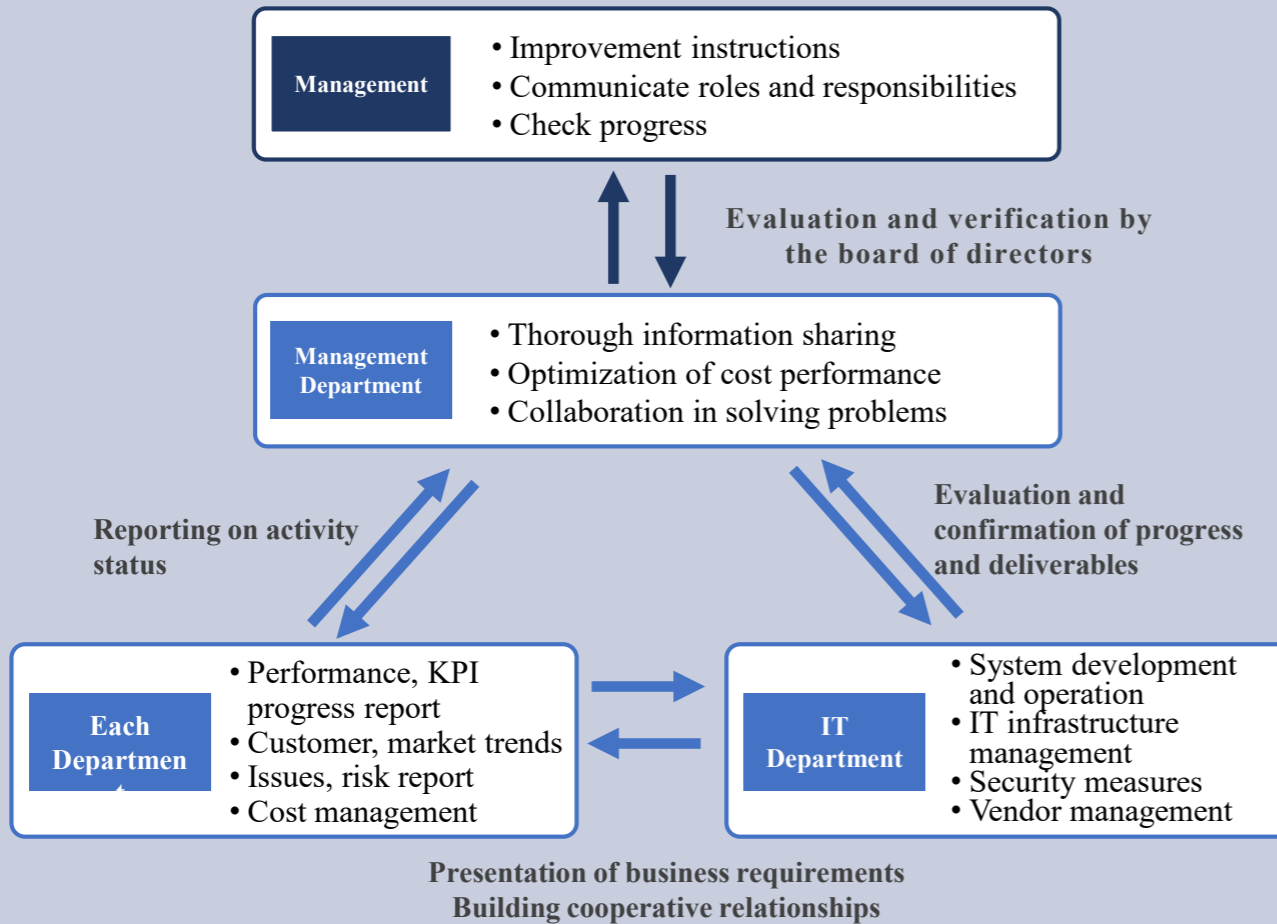 Management
• Improvement instructions
• Communicate roles and responsibilities
• Check progress
Evaluation and verification by
the board of directors
Management
Department
• Thorough information sharing
• Optimization of cost performance
• Collaboration in solving problems
Reporting on activity
status
Evaluation and
confirmation of progress
and deliverables
Each
Departmen
• Performance, KPI
progress report
• Customer, market trends
• Issues, risk report
• Cost management
IT
Department
• System development
and operation
• IT infrastructure
management
• Security measures
• Vendor management
Presentation of business requirements
Building cooperative relationships